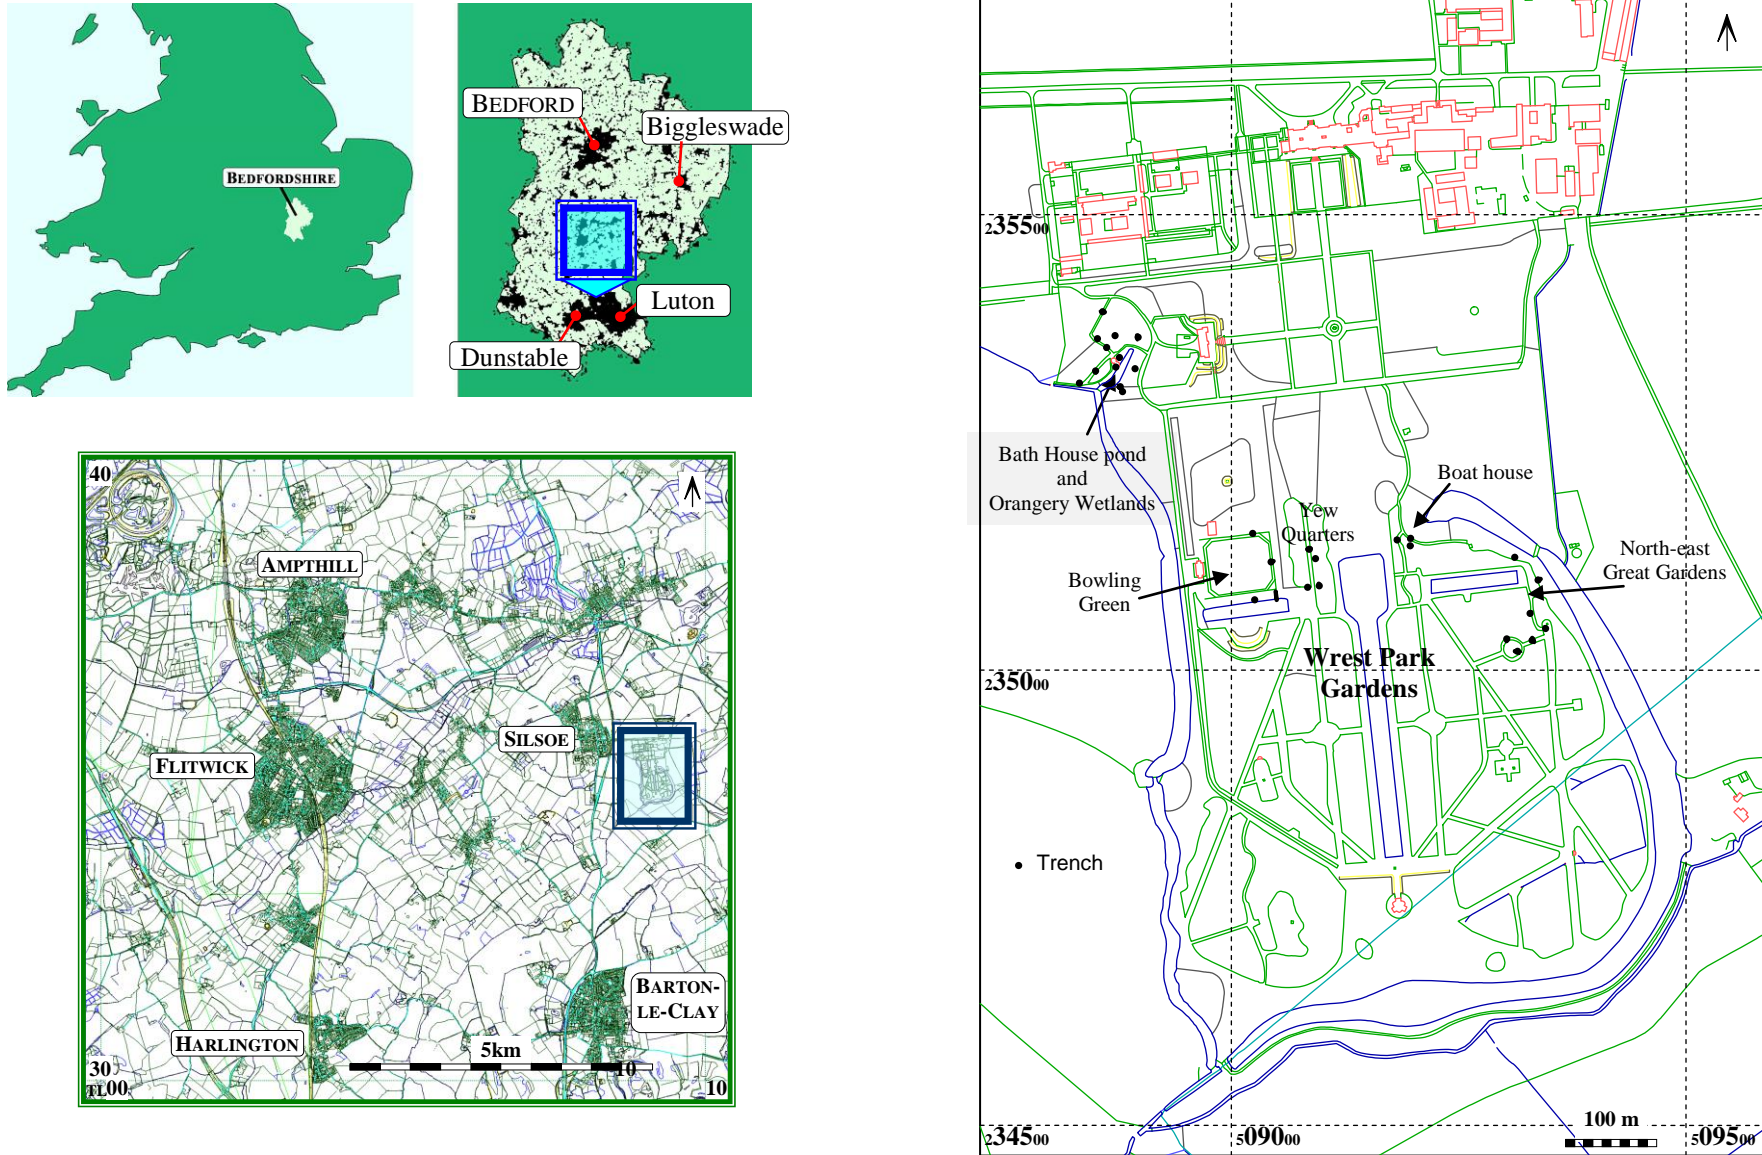 BEDFORDSHIRE
BEDFORD
Biggleswade
Luton
Dunstable
40
AMPTHILL
SILSOE
FLITWICK
BARTON-
LE-CLAY
HARLINGTON
5km
30
10
TL00
10
235500
Bath House pond
and
Orangery Wetlands
Boat house
Yew
Quarters
North-east
Great Gardens
Bowling
Green
Wrest Park
Gardens
235000
Trench
100 m
234500
509000
509500